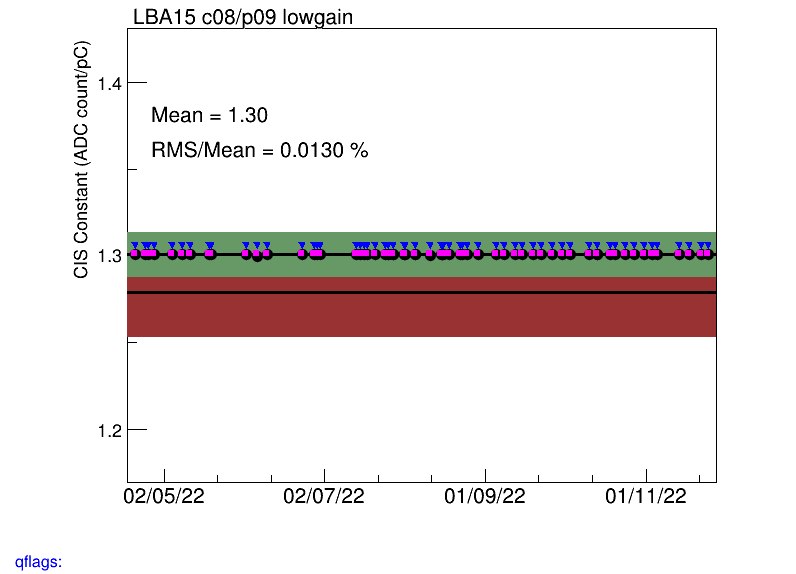 LBA15 c08/p09 lowgain
CIS Constant (ADC count/pC)
Mean = 1.30
RMS/Mean = 0.0130 %
1.4
1.3
1.2
02/05/22 02/07/22 01/09/22 01/11/22
qflags: